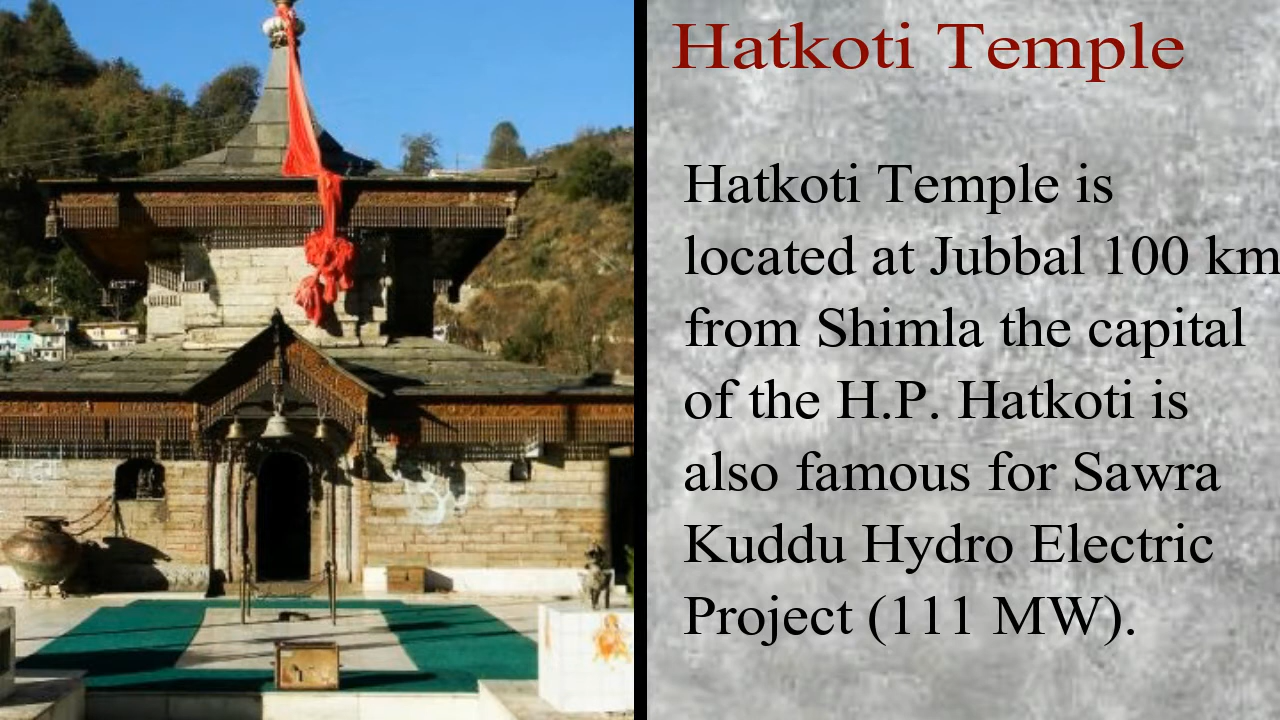 Hatkoti Temple
Hatkoti Temple is
located at Jubbal 100 km
from Shimla the capital
of the H.P. Hatkoti is
also famous for Sawra
Kuddu Hydro Electric
Project (111 MW).